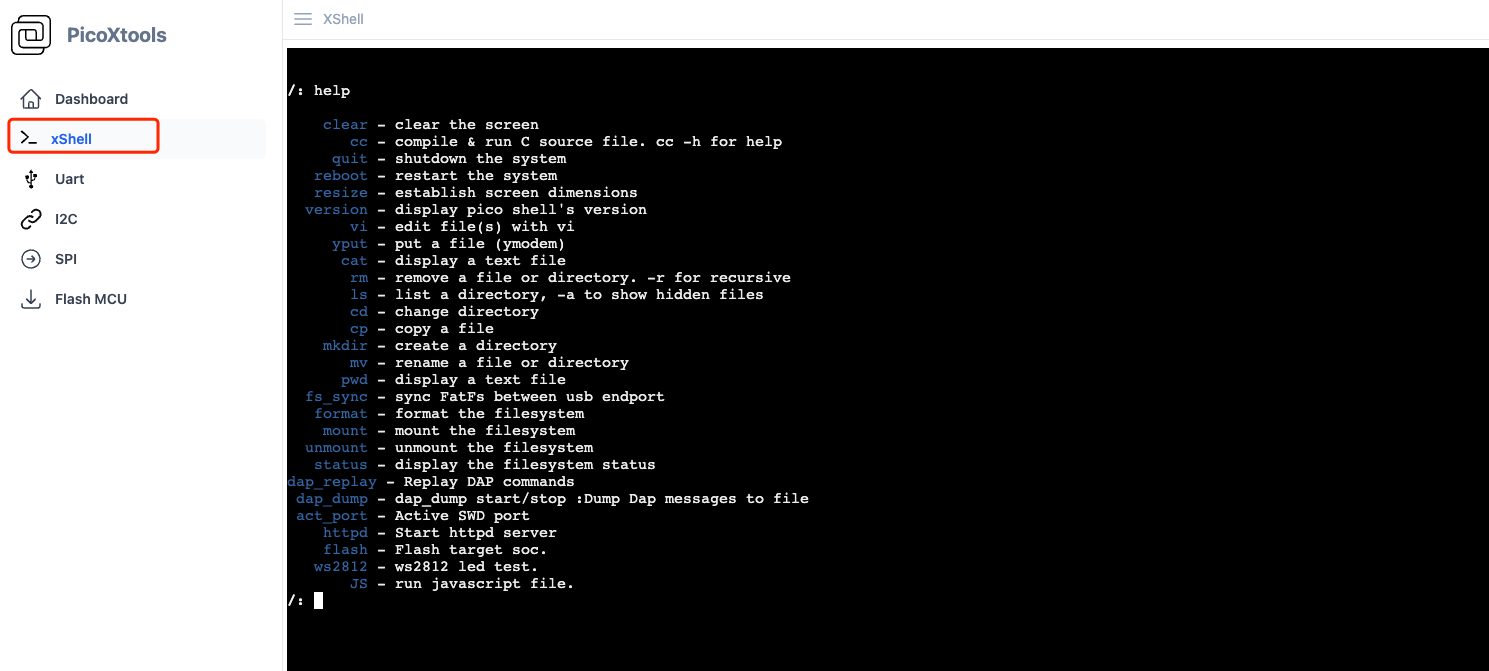 PicoXtools
Dashboard
xShell
Uart
I2C
SPI
Flash MCU
XShell
/: help
clear - clear the screen
cc - compile & run C source file. cc -h for help
quit - shutdown the system
reboot - restart the system
resize - establish screen dimensions
version - display pico shell's version
vi - edit file(s) with vi
yput - put a file (ymodem)
cat - display a text file
rm - remove a file or directory. -r for recursive
ls - list a directory, -a to show hidden files
cd - change directory
cp - copy a file
mkdir - create a directory
mv - rename a file or directory
pwd - display a text file
fs_sync - sync FatFs between usb endport
format - format the filesystem
mount - mount the filesystem
unmount - unmount the filesystem
status - display the filesystem status
dap_replay - Replay DAP commands
dap_dump - dap_dump start/stop :Dump Dap messages to file
act_port - Active SWD port
httpd - Start httpd server
flash - Flash target soc.
ws2812 - ws2812 led test.
JS - run javascript file.
/: